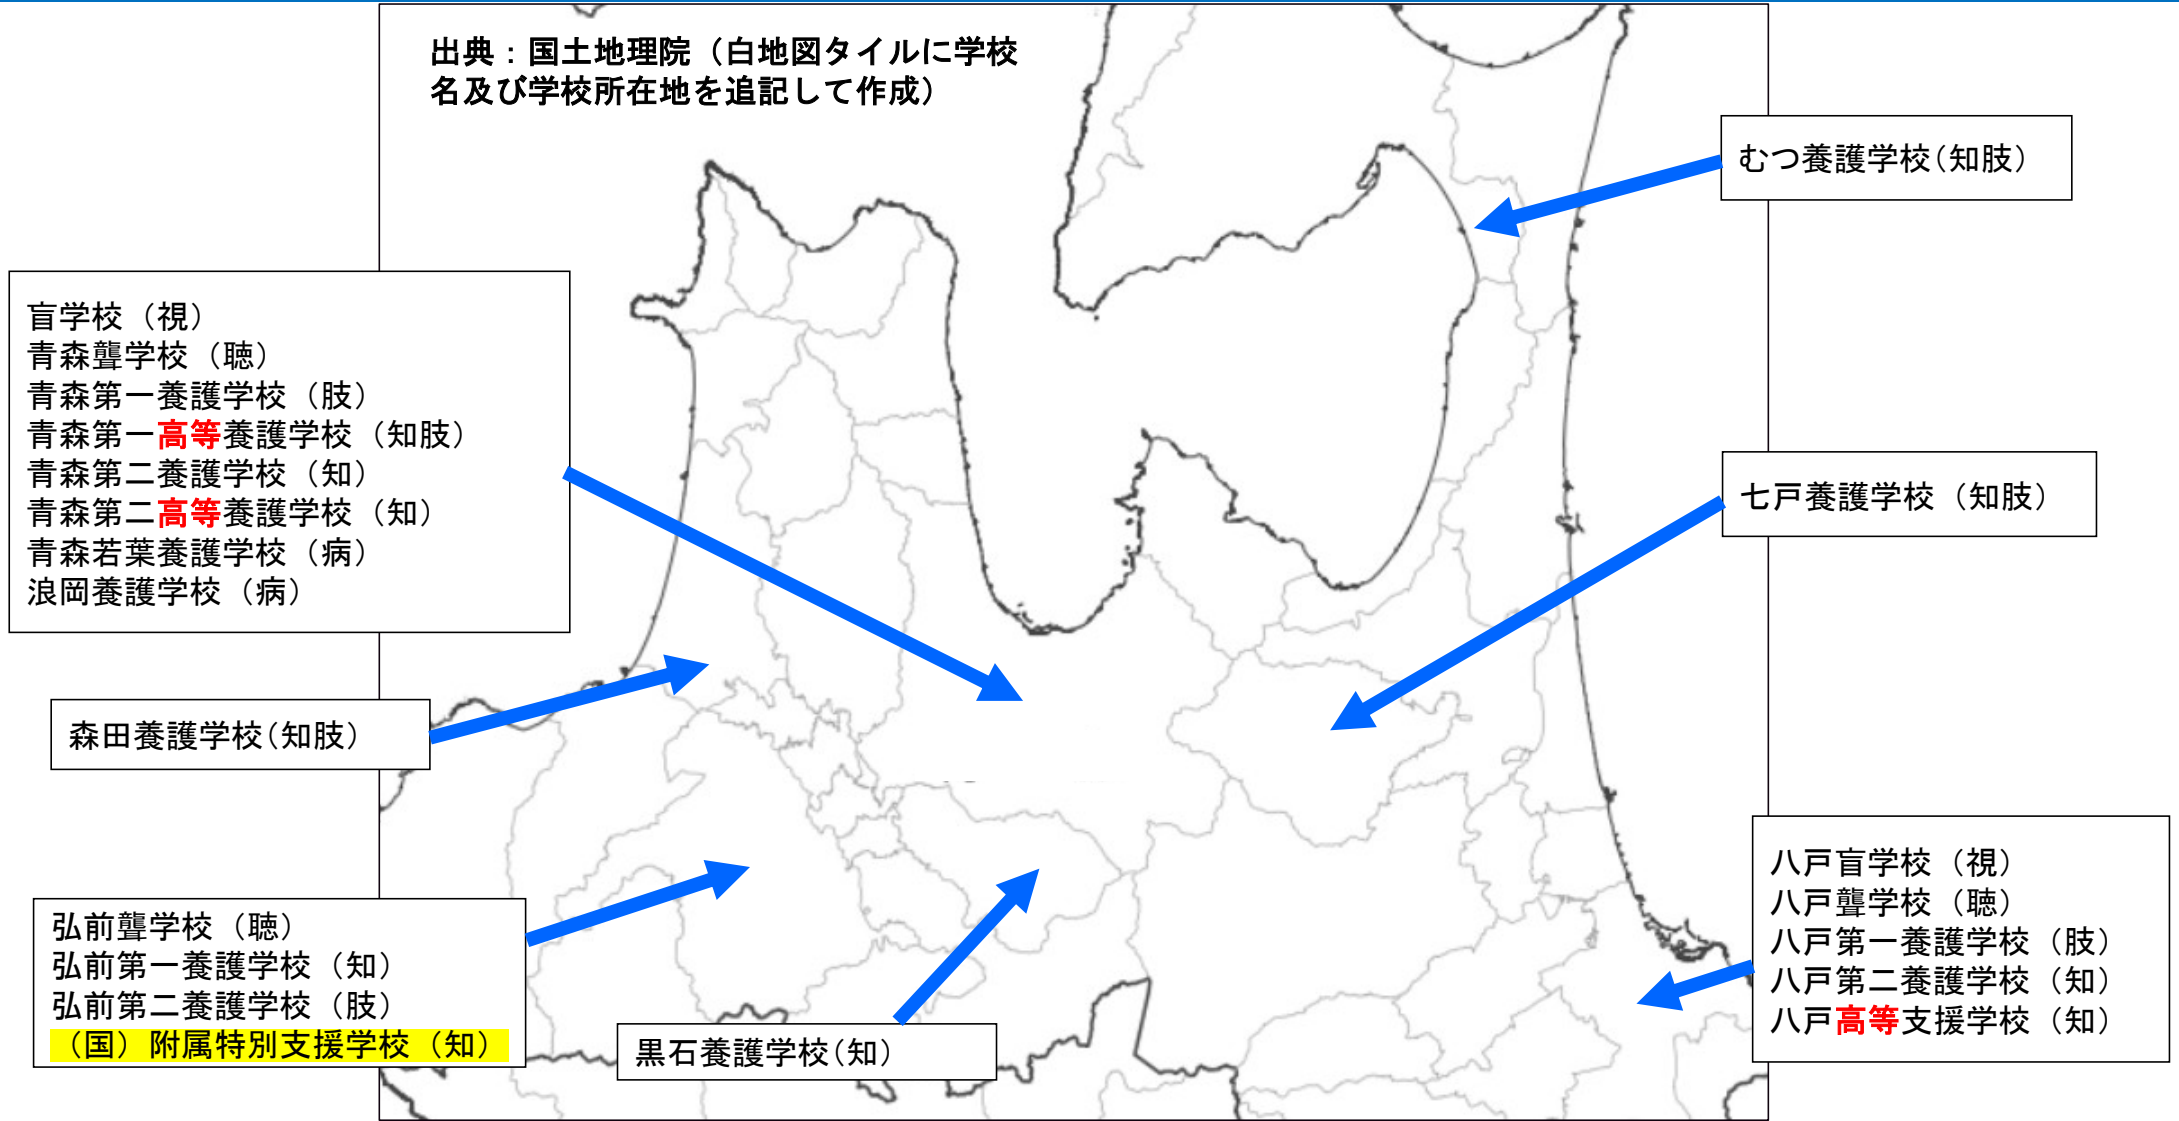 出典：国土地理院（白地図タイルに学校
名及び学校所在地を追記して作成）
むつ養護学校（知肢）
盲学校（視）
青森聾学校（聴）
青森第一養護学校（肢）
青森第一高等養護学校（知肢）
青森第二養護学校（知）
青森第二高等養護学校（知）
青森若葉養護学校（病）
浪岡養護学校（病）
七戸養護学校（知肢）
森田養護学校（知肢）
八戸盲学校（視）
八戸聾学校（聴）
八戸第一養護学校（肢）
八戸第二養護学校（知）
八戸高等支援学校（知）
弘前聾学校（聴）
弘前第一養護学校（知）
弘前第二養護学校（肢）
（国）附属特別支援学校（知）
黒石養護学校（知）